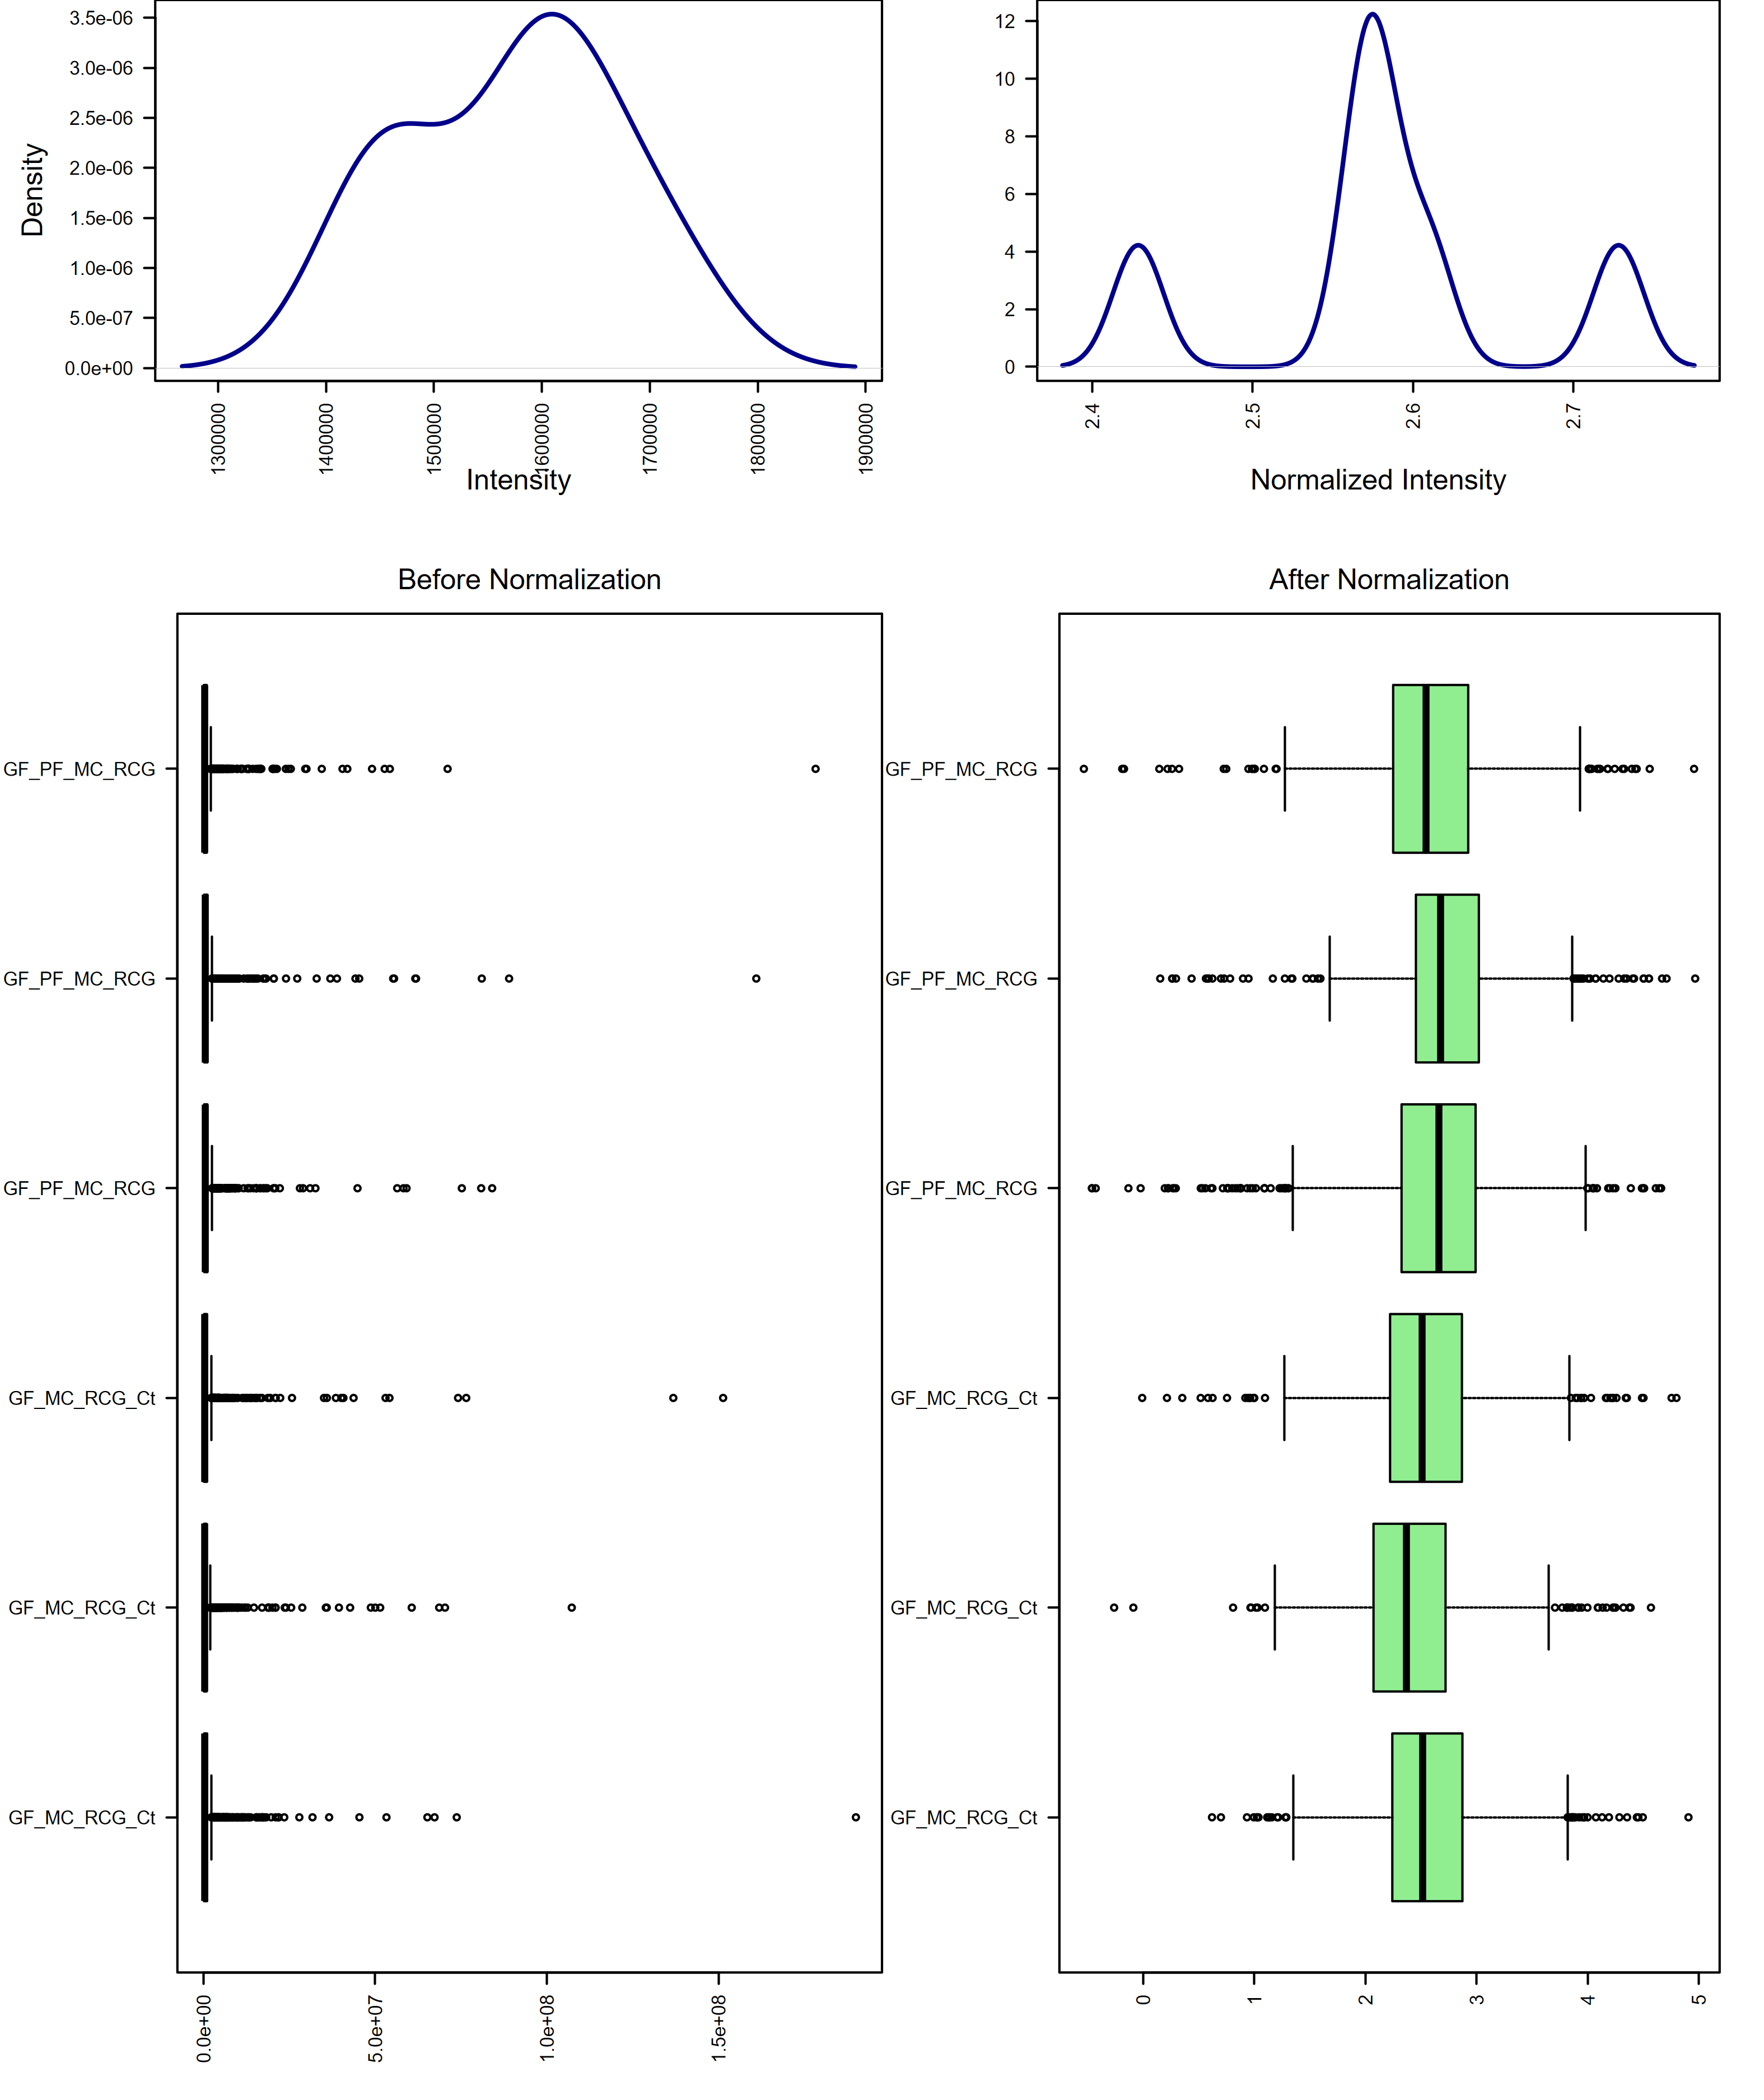 3.5e-06
3.0e-06
2.5e-06
2.0e-06
1.5e-06
1.0e-06
5.0e-07
0.0e+00
Density
1300000
1400000
1500000
1600000
1700000
1800000
1900000
Intensity
12
10
8
6
4
2
0
2.4
2.5
2.6
2.7
Normalized Intensity
Before Normalization
GF_PF_MC_RCG
GF_PF_MC_RCG
GF_PF_MC_RCG
GF_MC_RCG_Ct
GF_MC_RCG_Ct
GF_MC_RCG_Ct
0.0e+00
5.0e+07
1.0e+08
1.5e+08
After Normalization
GF_PF_MC_RCG
GF_PF_MC_RCG
GF_PF_MC_RCG
GF_MC_RCG_Ct
GF_MC_RCG_Ct
GF_MC_RCG_Ct
0
1
2
3
4
5